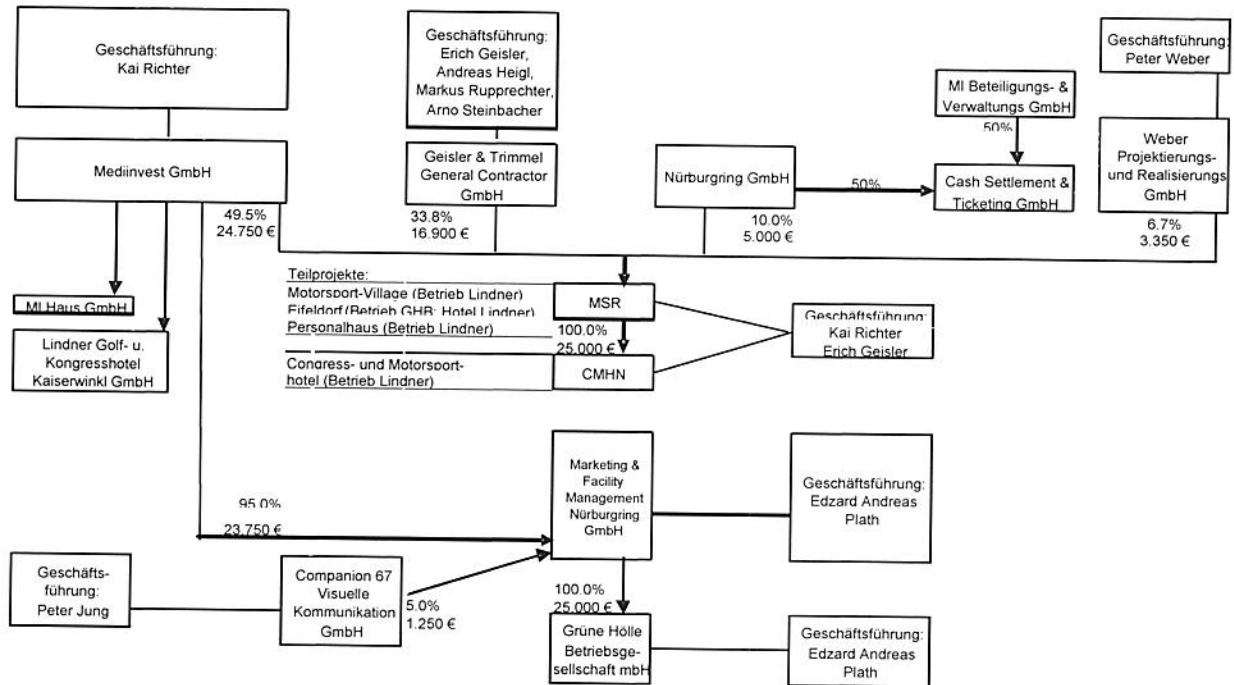 Geschäftsführung:
Kai Richter
Geschäftsführung:
Erich Geisler,
Andreas Heigl,
Markus Rupprechter,
Arno Steinbacher
Geschäftsführung:
Peter Weber
MI Beteiligungs- &
Verwaltungs GmbH
50%
Mediinvest GmbH
Geisler & Trimmel
General Contractor
GmbH
Nürburgring GmbH
50%
Cash Settlement &
Ticketing GmbH
Weber
Projektierungs-
und Realisierungs
GmbH
49.5%
24.750 €
33.8%
16.900 €
10.0%
5.000 €
6.7%
3.350 €
MI Haus GmbH
Lindner Golf- u.
Kongresshotel
Kaiserwinkl GmbH
Teilprojekte:
Motorsport-Village (Betrieb Lindner)
Eifeldorf (Betrieb GHB; Hotel Lindner)
Personalhaus (Betrieb Lindner)
Congress- und Motorsport-
hotel (Betrieb Lindner)
MSR
100.0%
25.000 €
CMHN
Geschäftsführung:
Kai Richter
Erich Geisler
95.0%
23.750 €
Marketing &
Facility
Management
Nürburgring
GmbH
Geschäftsführung:
Edzard Andreas
Plath
Geschäfts-
führung:
Peter Jung
Companion 67
Visuelle
Kommunikation
GmbH
5.0%
1.250 €
100.0%
25.000 €
Grüne Hölle
Betriebsge-
sellschaft mbH
Geschäftsführung:
Edzard Andreas
Plath